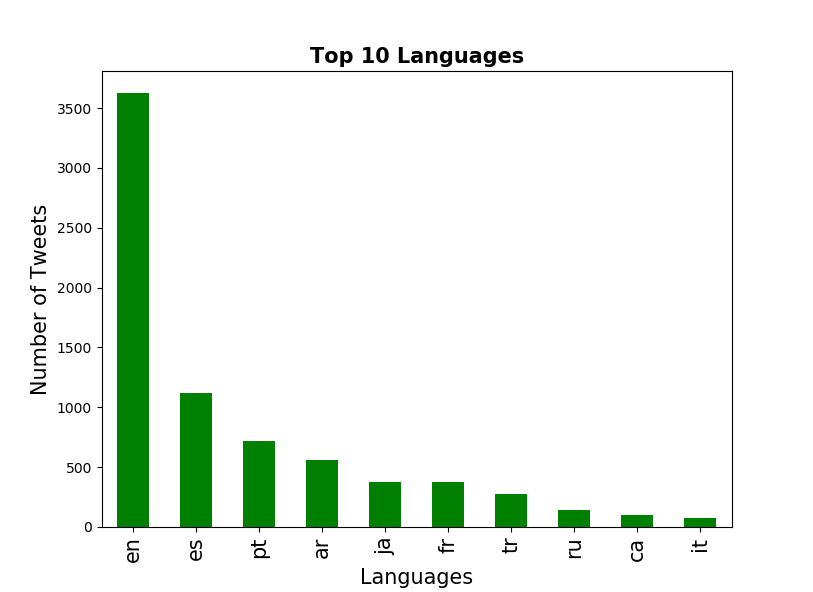 Top 10 Languages
Number of Tweets
3500
3000
2500
2000
1500
1000
500
0
en
es
pt
ar
ja
fr
tr
ru
ca
it
Languages